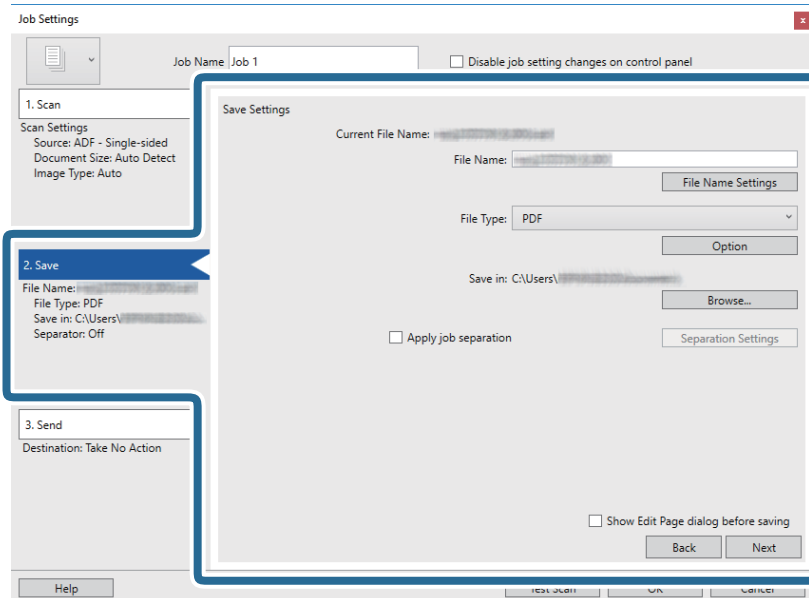 Job Settings
x
Job Name Job 1
Disable job setting changes on control panel
1. Scan
Scan Settings
Source: ADF - Single-sided
Document Size: Auto Detect
Image Type: Auto
2. Save
File Name:
File Type: PDF
Save in: C:\Users\
Separator: Off
3. Send
Destination: Take No Action
Save Settings
Current File Name:
File Name:
File Name Settings
File Type: PDF
Option
Save in: C:\Users\
Browse...
Apply job separation
Separation Settings
Show Edit Page dialog before saving
Back Next
Help Test Scan OK Cancel